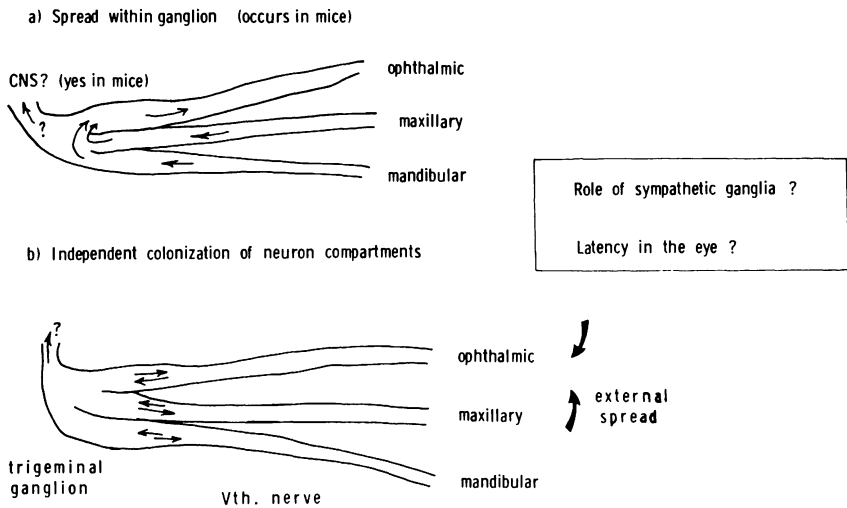 a) Spread within ganglion (occurs in mice)
CNS? (yes in mice)
?
ophthalmic
maxillary
mandibular
Role of sympathetic ganglia ?
Latency in the eye ?
b) Independent colonization of neuron compartments
?
ophthalmic
maxillary
mandibular
external
spread
trigeminal
ganglion
Vth. nerve